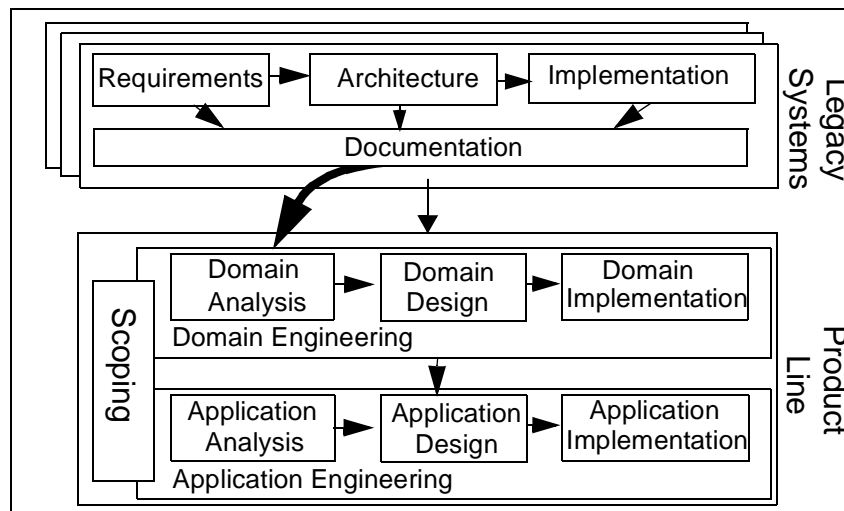 Requirements
Architecture
Implementation
Documentation
Legacy
Systems
Domain
Analysis
Domain
Design
Domain
Implementation
Domain Engineering
Scoping
Application
Analysis
Application
Design
Application
Implementation
Application Engineering
Product
Line